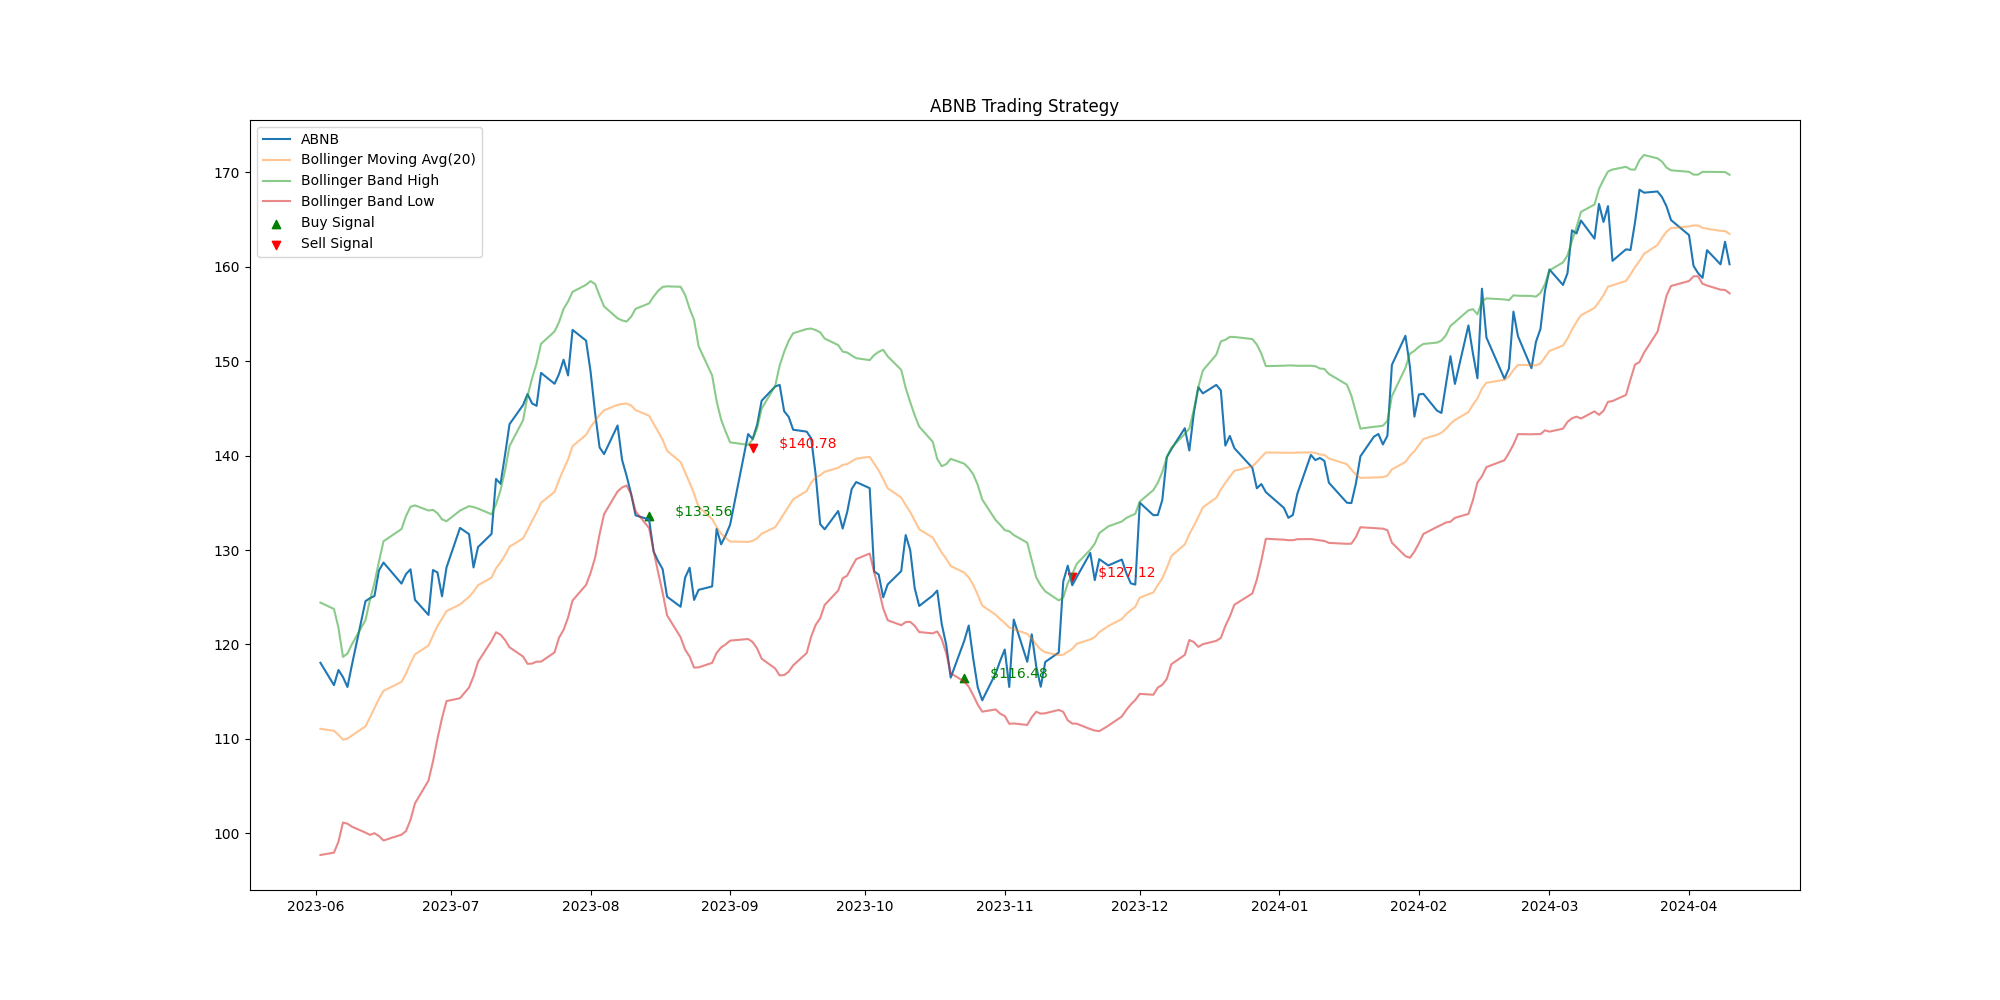 ABNB Trading Strategy
ABNB
Bollinger Moving Avg(20)
Bollinger Band High
Bollinger Band Low
Buy Signal
Sell Signal
170
160
150
140
130
120
110
100
$140.78
$133.56
$127.12
$116.48
2023-06 2023-07 2023-08 2023-09 2023-10 2023-11 2023-12 2024-01 2024-02 2024-03 2024-04